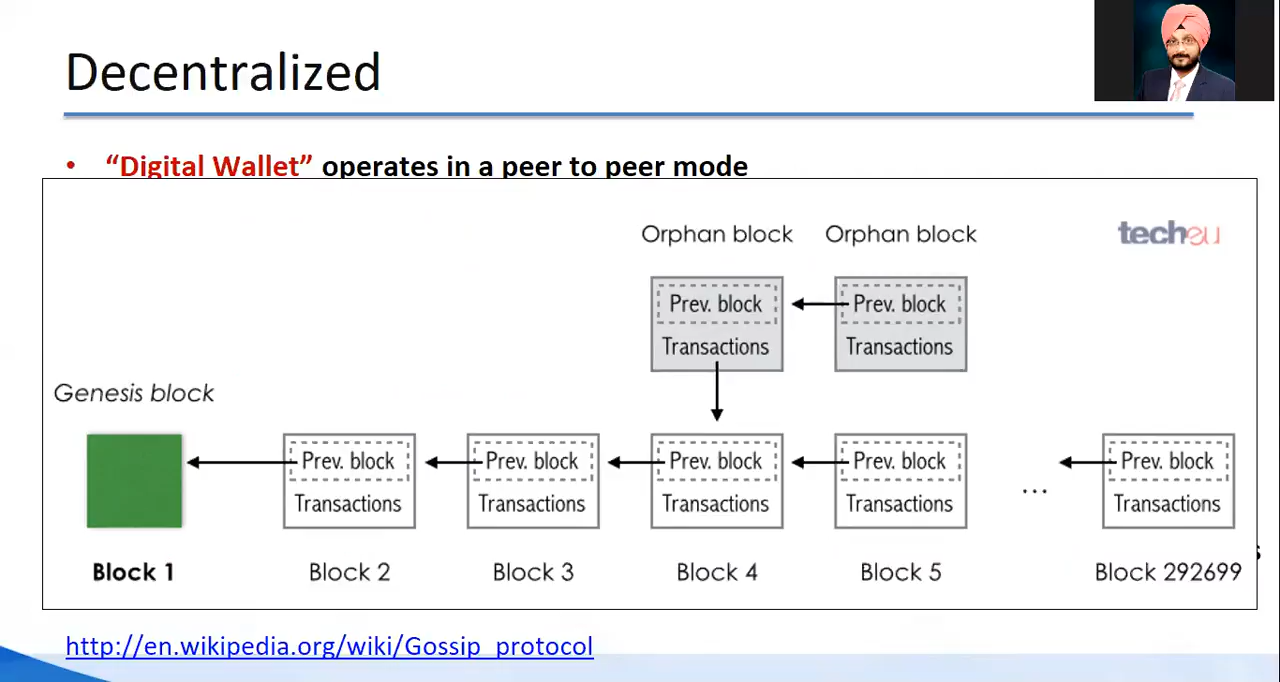 Decentralized
• “Digital Wallet” operates in a peer to peer mode
Orphan block Orphan block
techeu
Prev. block Prev. block
Transactions Transactions
Genesis block
Prev. block Prev. block Prev. block Prev. block Prev. block
Transactions Transactions Transactions Transactions ... Transactions
Block 1 Block 2 Block 3 Block 4 Block 5 Block 292699
http://en.wikipedia.org/wiki/Gossip_protocol